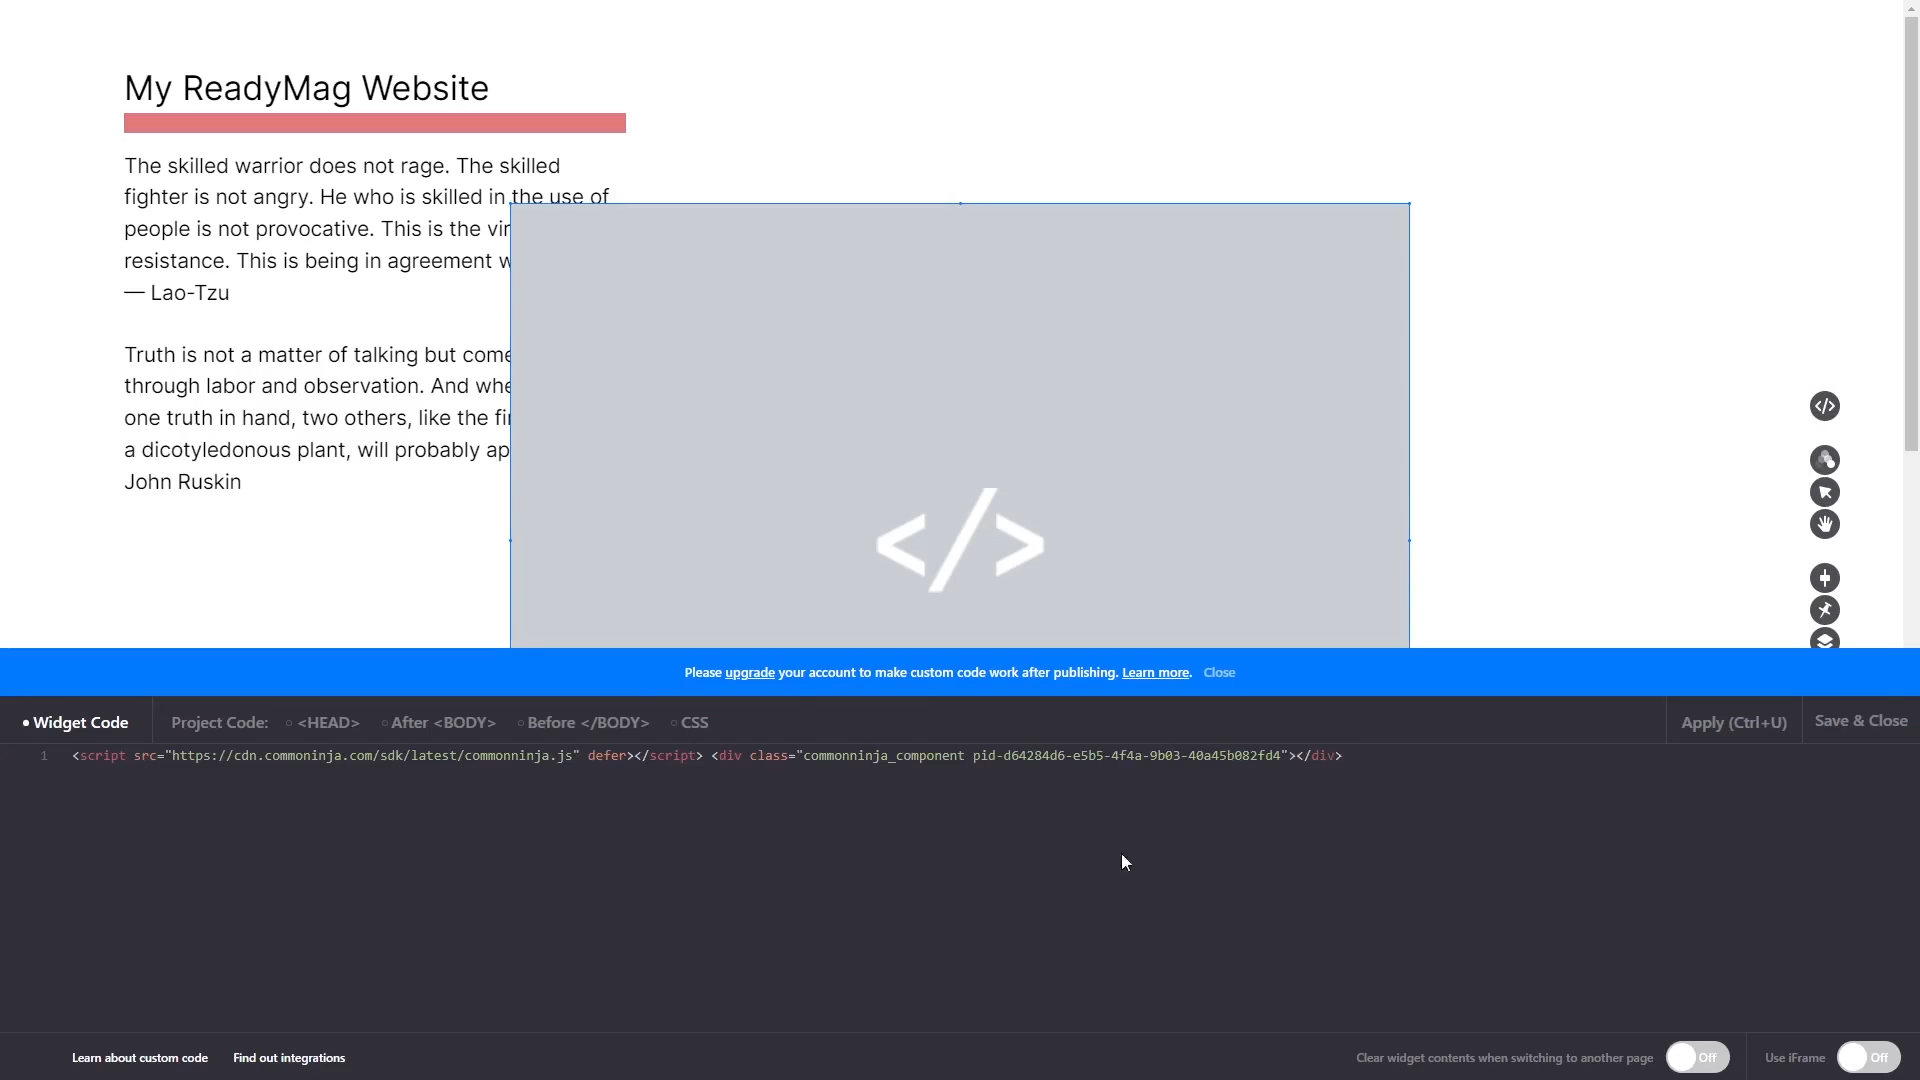 My ReadyMag Website
The skilled warrior does not rage. The skilled
fighter is not angry. He who is skilled in the use of
people is not provocative. This is the vir
resistance. This is being in agreement w
— Lao-Tzu
Truth is not a matter of talking but come
through labor and observation. And whe
one truth in hand, two others, like the fir
a dicotyledonous plant, will probably ap
John Ruskin
</>
</>
Please upgrade your account to make custom code work after publishing. Learn more. Close
Widget Code Project Code: <HEAD> After <BODY> Before </BODY> CSS Apply (Ctrl+U) Save & Close
1 <script src="https://cdn.commoninja.com/sdk/latest/commonninja.js" defer></script> <div class="commonninja_component pid-d64284d6-e5b5-4f4a-9b03-40a45b082fd4"></div>
Learn about custom code Find out integrations Clear widget contents when switching to another page Off Use iFrame Off